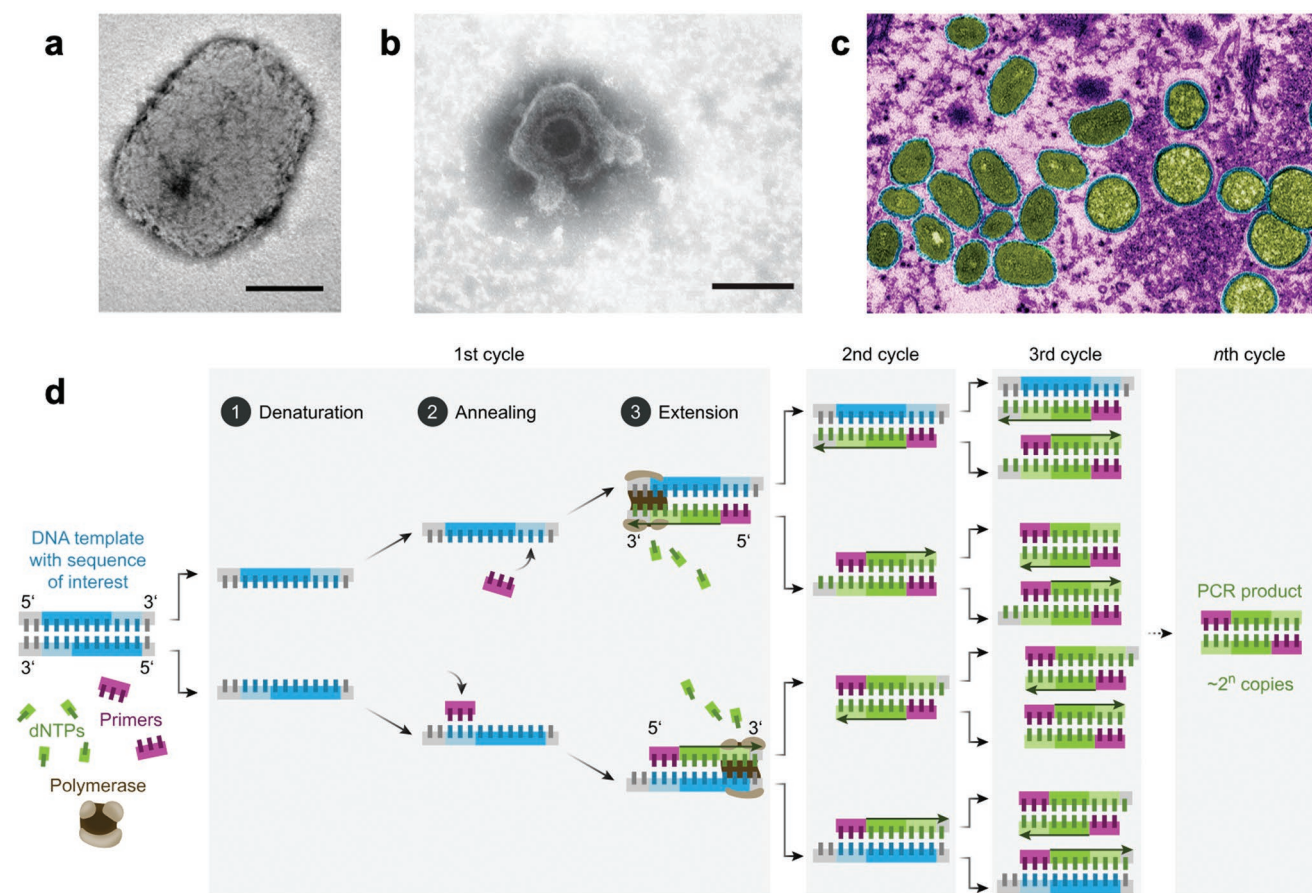 a
b
c
d
1st cycle
2nd cycle
3rd cycle
nth cycle
1 Denaturation
2 Annealing
3 Extension
DNA template
with sequence
of interest
5‘ 3‘
3‘ 5‘
Primers
dNTPs
Polymerase
3‘ 5‘
5‘ 3‘
PCR product
~2ⁿ copies